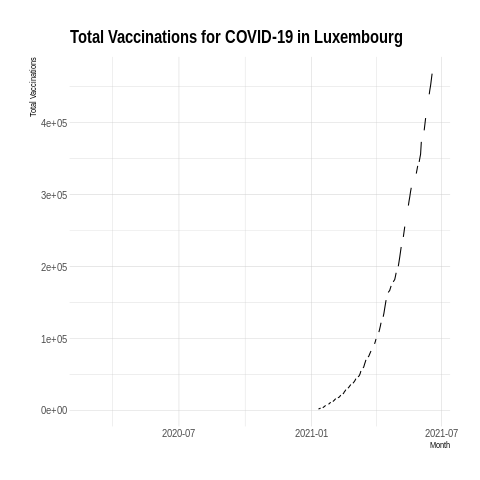 Total Vaccinations for COVID-19 in Luxembourg
Total Vaccinations
4e+05
3e+05
2e+05
1e+05
0e+00
2020-07
2021-01
2021-07
Month